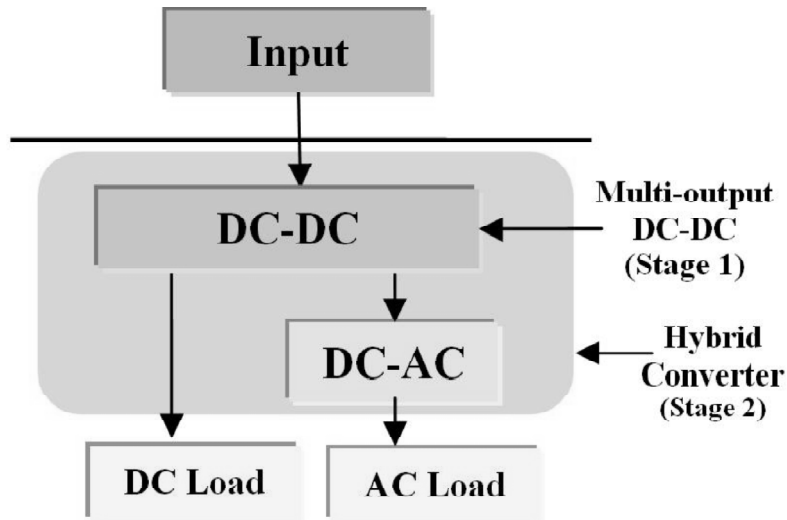 Input
DC-DC
Multi-output
DC-DC
(Stage 1)
DC-AC
Hybrid
Converter
(Stage 2)
DC Load
AC Load